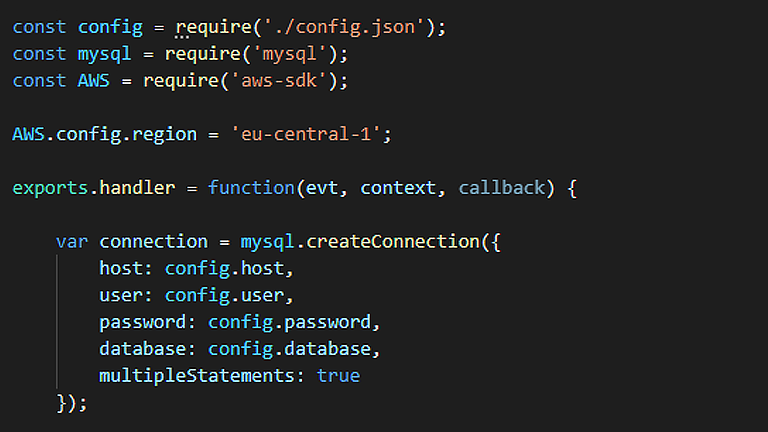 const config = require('./config.json');
const mysql = require('mysql');
const AWS = require('aws-sdk');
AWS.config.region = 'eu-central-1';
exports.handler = function(evt, context, callback) {
var connection = mysql.createConnection({
host: config.host,
user: config.user,
password: config.password,
database: config.database,
multipleStatements: true
});